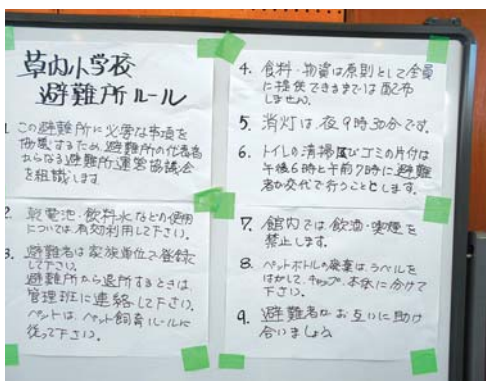 草内小学校
避難所ルール
1 この避難所に必要な事項を
協議するため、避難所の代表者
からなる避難所運営協議会
を組織します。
2. 乾電池・飲料水などの使用
については有効利用して下さい。
3. 避難者は家族単位で登録
して下さい。
避難所から退所するときは、
管理班に連絡して下さい。
ペットは、ペット飼育ルールに
従って下さい。
4. 食料・物資は原則として全員
に提供できるまでは配布
しません。
5. 消灯は夜9時30分です。
6. トイレの清掃及びゴミの片付は
午後6時と午前7時に避難
者が交代で行うこととします。
7. 館内では飲酒・喫煙を
禁止します。
8. ペットボトルの廃棄は、ラベルを
はがして、キャップ、本体に分けて
下さい。
9. 避難者がお互いに助け
合いましょう